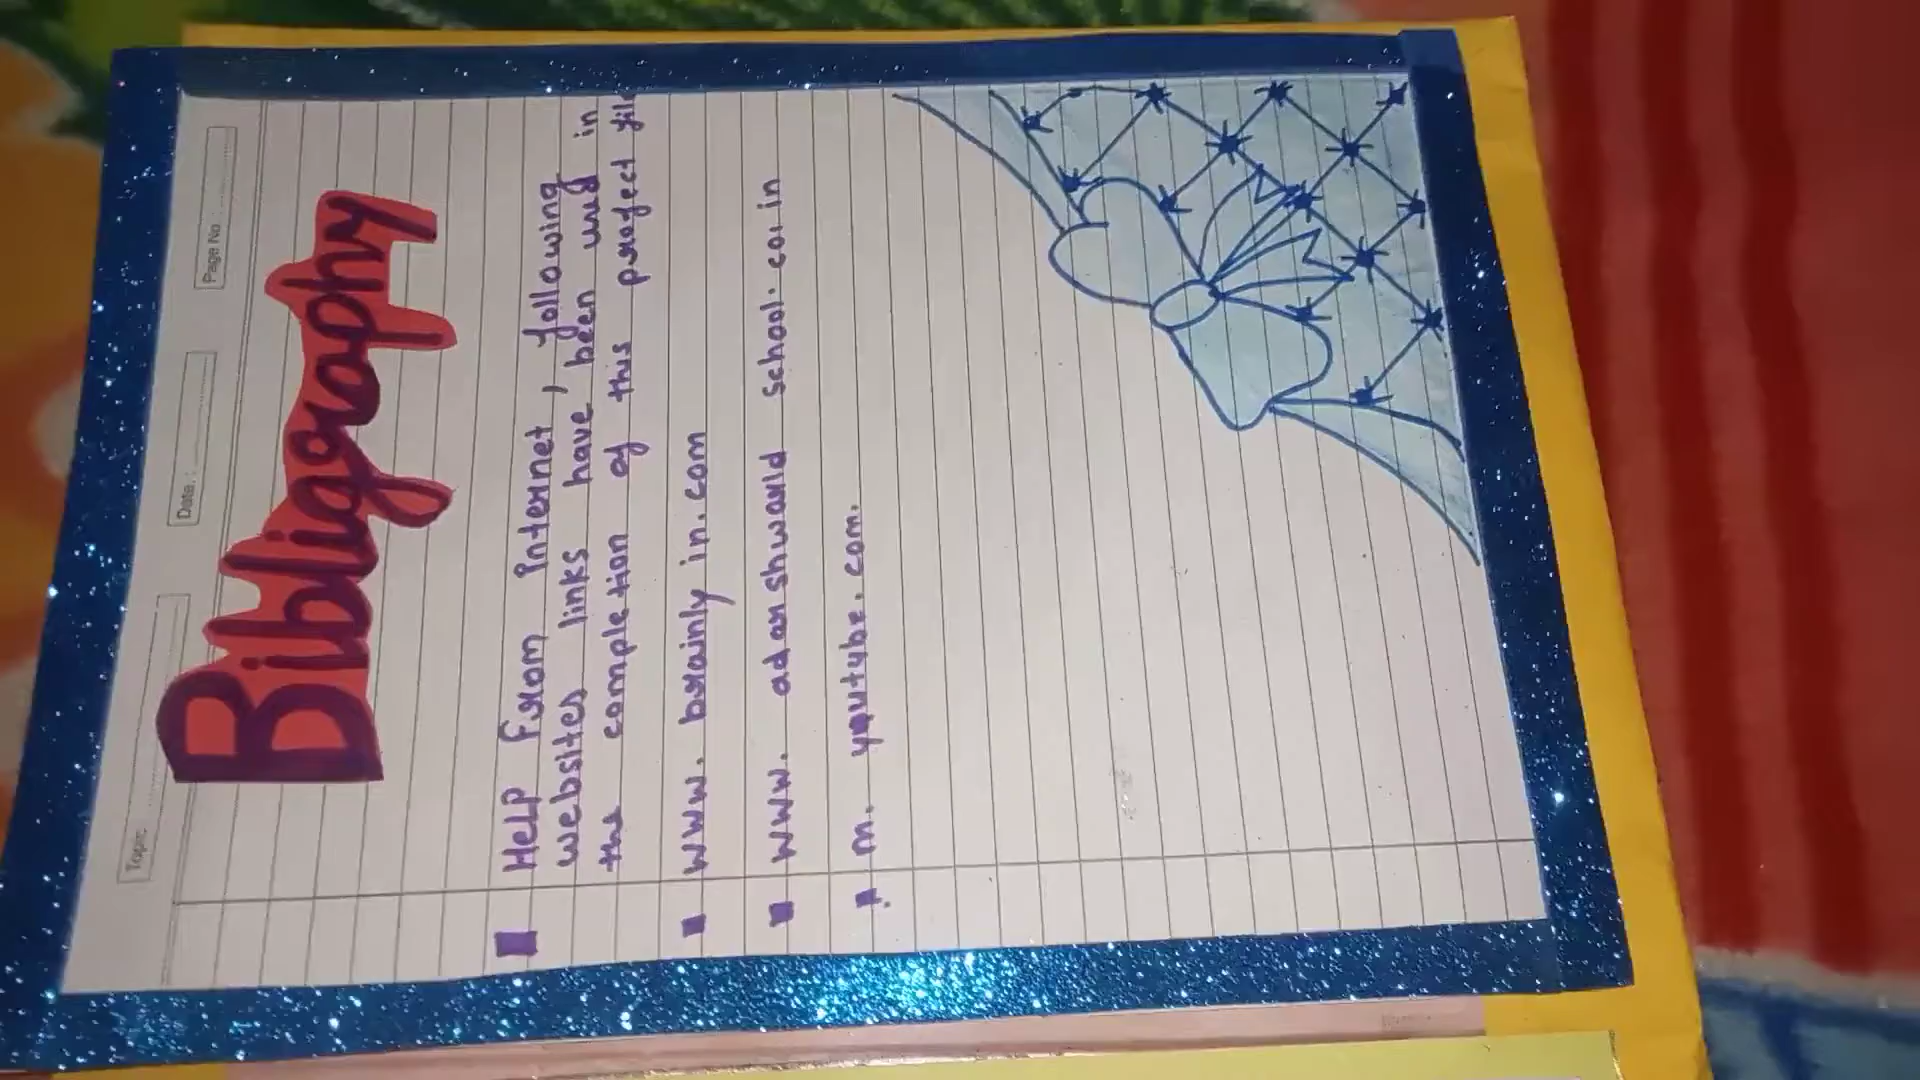 Topic
Date. :
Page No.
Bibliography
HELP From Internet, following
websites links have been used in
the completion of this project file
www. brainly in. com
www. adarshworld school. co. in
m. youtube. com.